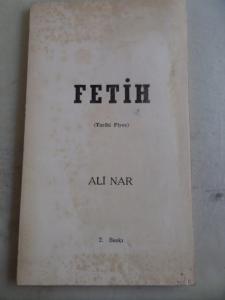 FETİH
(Tarihi Piyes)
ALİ NAR
2. Baskı